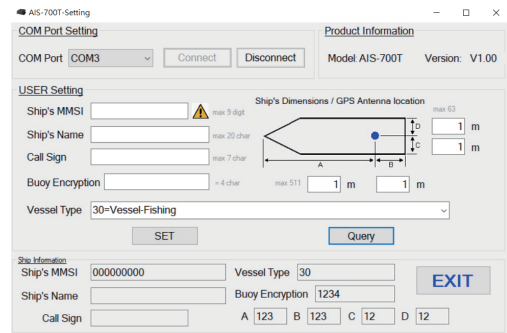 AIS-700T-Setting
COM Port Setting
Product Information
COM Port COM3 Connect Disconnect
Model: AIS-700T Version: V1.00
USER Setting
Ship's Dimensions / GPS Antenna location
Ship's MMSI max 9 digit
max 63
D 1 m
Ship's Name max 20 char
C 1 m
Call Sign max 7 char
A B
Buoy Encryption = 4 char max 511 1 m 1 m
Vessel Type 30=Vessel-Fishing
SET Query
Ship Information
Ship's MMSI 000000000 Vessel Type 30
EXIT
Ship's Name Buoy Encryption 1234
Call Sign A 123 B 123 C 12 D 12